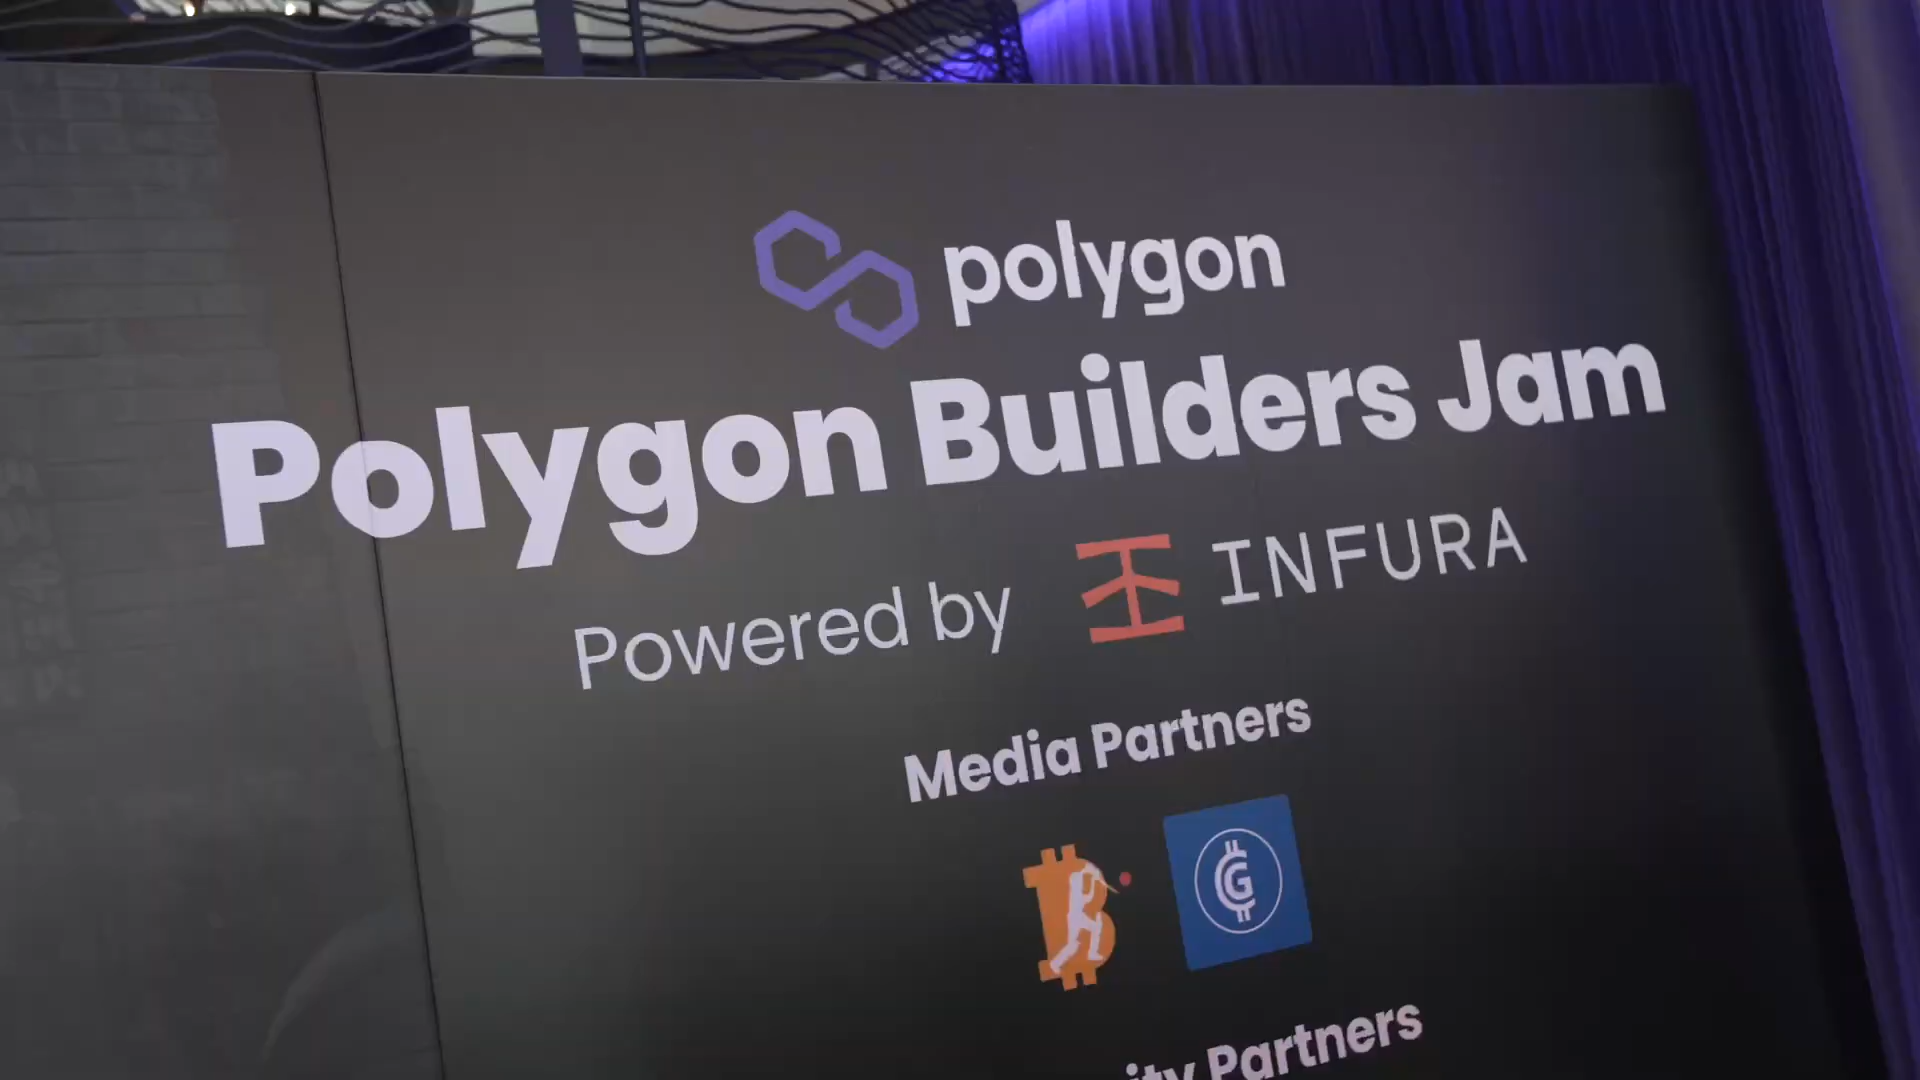 polygon
Polygon Builders Jam
Powered by INFURA
Media Partners
Partners